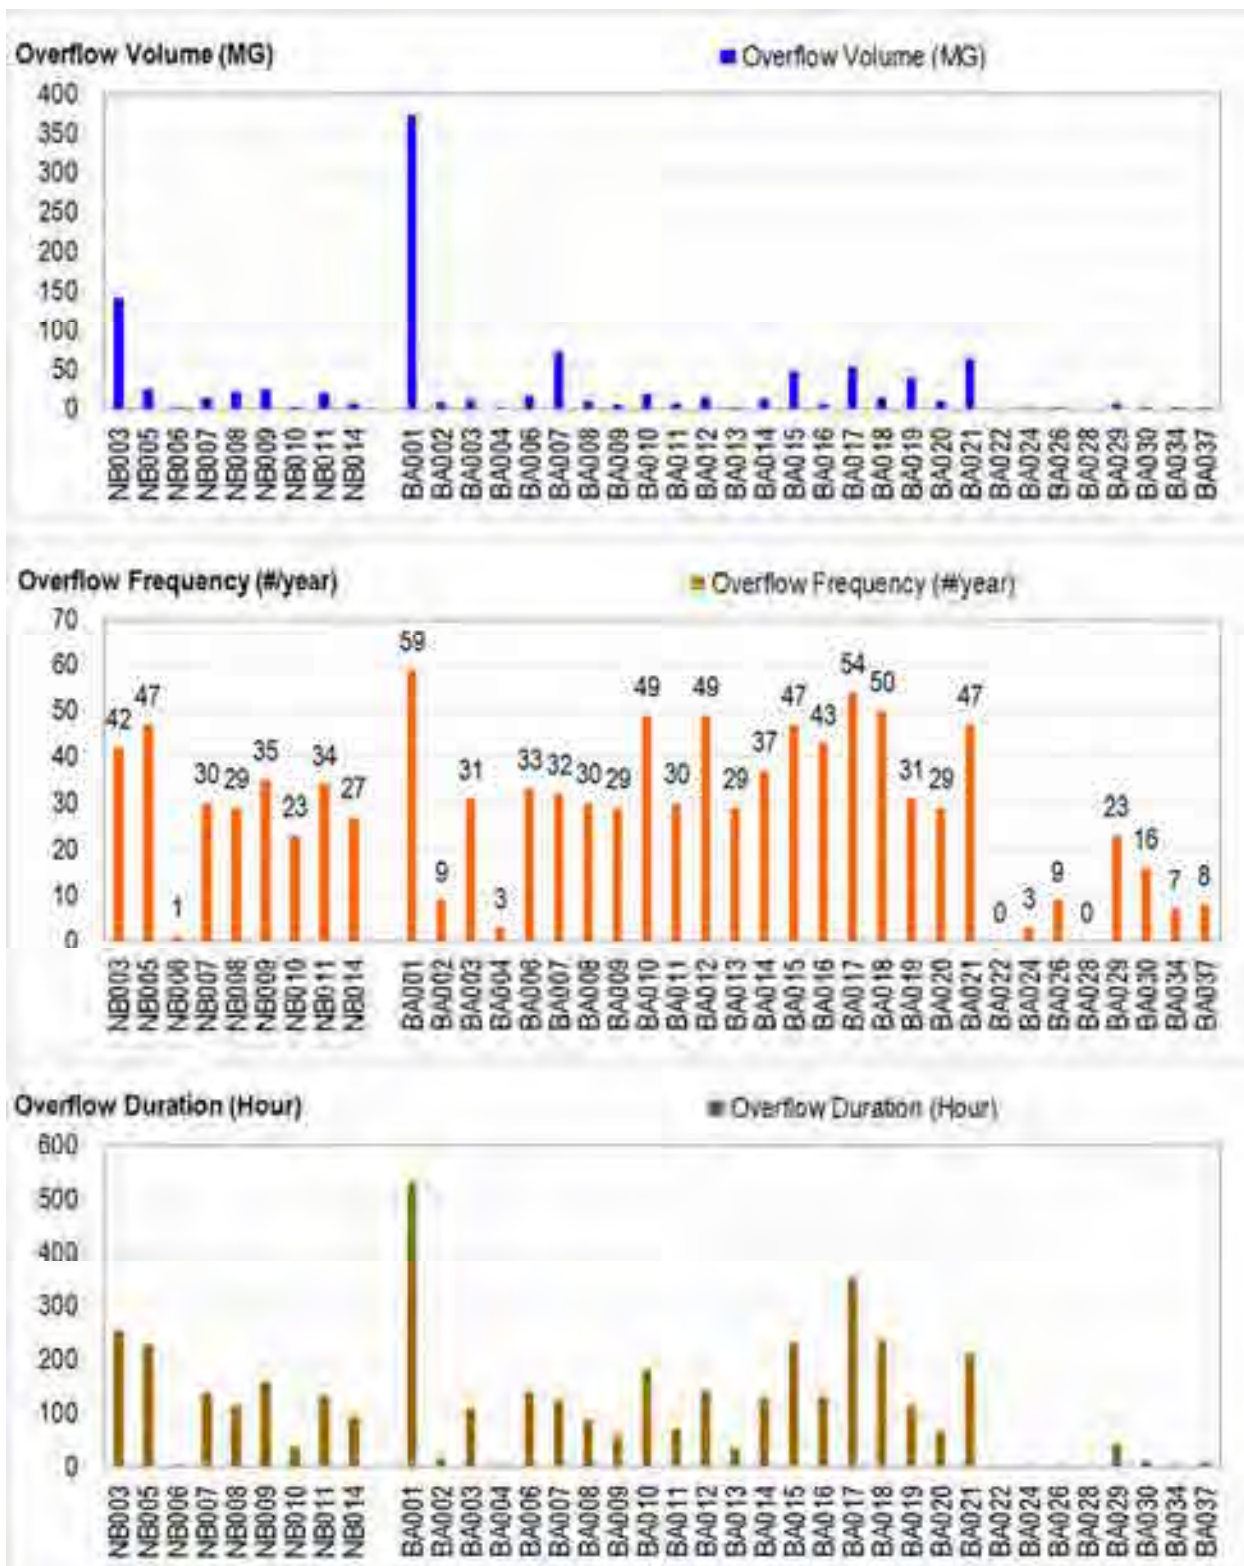 Overflow Volume (MG)
Overflow Volume (MG)
400
350
300
250
200
150
100
50
0
NB003 NB005 NB006 NB007 NB008 NB009 NB010 NB011 NB014 BA001 BA002 BA003 BA004 BA006 BA007 BA008 BA009 BA010 BA011 BA012 BA013 BA014 BA015 BA016 BA017 BA018 BA019 BA020 BA021 BA022 BA024 BA026 BA028 BA029 BA030 BA034 BA037
Overflow Frequency (#/year)
Overflow Frequency (#/year)
70
60
50
40
30
20
10
0
42 47 1 30 29 35 23 34 27 59 9 31 3 33 32 30 29 49 30 49 29 37 47 43 54 50 31 29 47 0 3 9 0 23 16 7 8
NB003 NB005 NB006 NB007 NB008 NB009 NB010 NB011 NB014 BA001 BA002 BA003 BA004 BA006 BA007 BA008 BA009 BA010 BA011 BA012 BA013 BA014 BA015 BA016 BA017 BA018 BA019 BA020 BA021 BA022 BA024 BA026 BA028 BA029 BA030 BA034 BA037
Overflow Duration (Hour)
Overflow Duration (Hour)
600
500
400
300
200
100
0
NB003 NB005 NB006 NB007 NB008 NB009 NB010 NB011 NB014 BA001 BA002 BA003 BA004 BA006 BA007 BA008 BA009 BA010 BA011 BA012 BA013 BA014 BA015 BA016 BA017 BA018 BA019 BA020 BA021 BA022 BA024 BA026 BA028 BA029 BA030 BA034 BA037